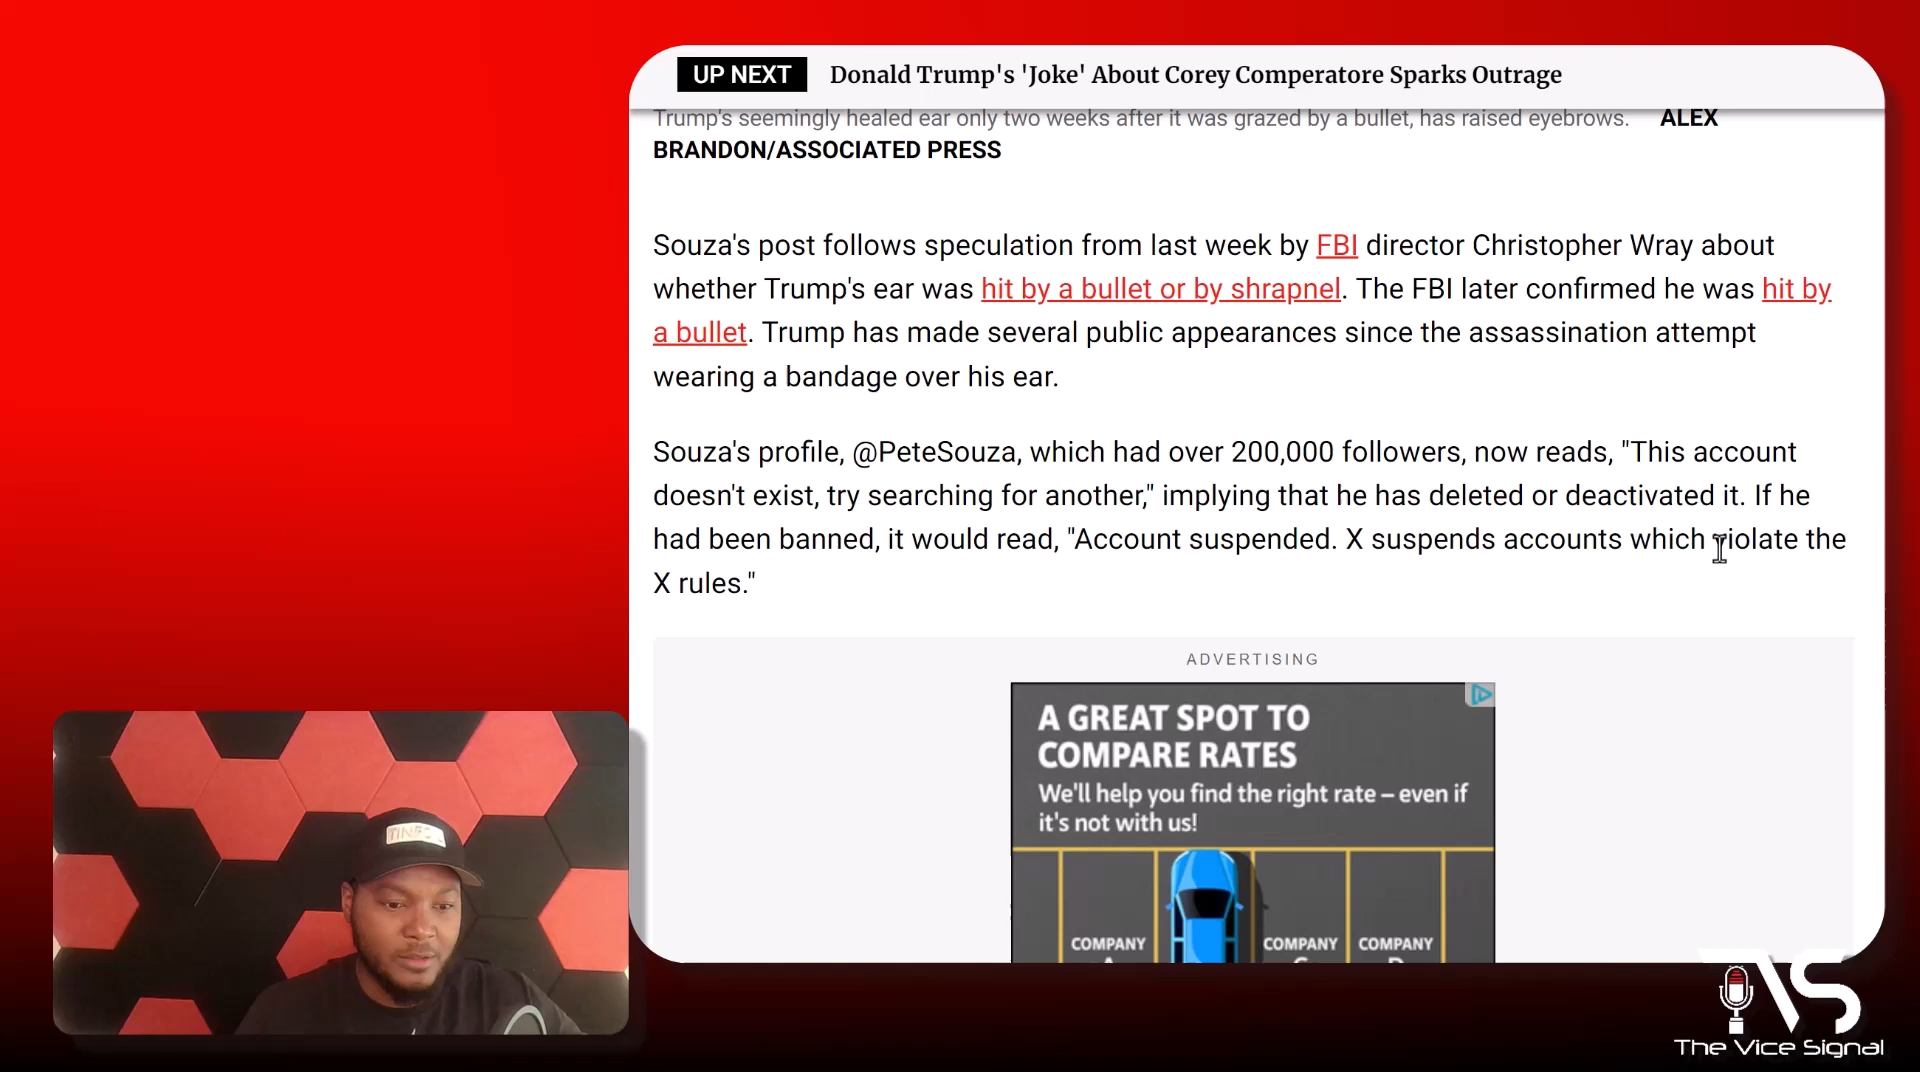 UP NEXT Donald Trump's 'Joke' About Corey Comperatore Sparks Outrage
Trump's seemingly healed ear only two weeks after it was grazed by a bullet, has raised eyebrows. ALEX
BRANDON/ASSOCIATED PRESS
Souza's post follows speculation from last week by FBI director Christopher Wray about
whether Trump's ear was hit by a bullet or by shrapnel. The FBI later confirmed he was hit by
a bullet. Trump has made several public appearances since the assassination attempt
wearing a bandage over his ear.
Souza's profile, @PeteSouza, which had over 200,000 followers, now reads, "This account
doesn't exist, try searching for another," implying that he has deleted or deactivated it. If he
had been banned, it would read, "Account suspended. X suspends accounts which violate the
X rules."
ADVERTISING
A GREAT SPOT TO
COMPARE RATES
We'll help you find the right rate – even if
it's not with us!
COMPANY COMPANY COMPANY
VS
The Vice Signal